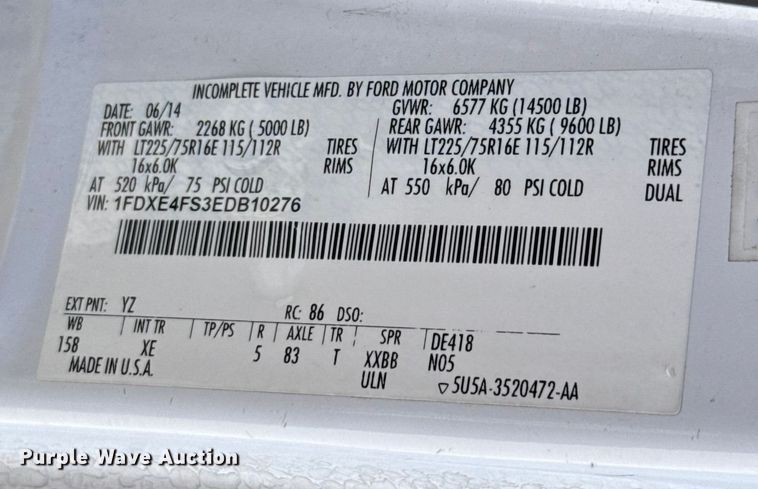 INCOMPLETE VEHICLE MFD. BY FORD MOTOR COMPANY
DATE: 06/14 GVWR: 6577 KG (14500 LB)
FRONT GAWR: 2268 KG ( 5000 LB) REAR GAWR: 4355 KG ( 9600 LB)
WITH LT225/75R16E 115/112R TIRES WITH LT225/75R16E 115/112R TIRES
16x6.0K RIMS 16x6.0K RIMS
AT 520 kPa/ 75 PSI COLD AT 550 kPa/ 80 PSI COLD DUAL
VIN: 1FDXE4FS3EDB10276
EXT PNT: YZ RC: 86 DSO:
WB INT TR TP/PS R AXLE TR SPR DE418
158 XE 5 83 T XXBB N05
MADE IN U.S.A. ULN 5U5A-3520472-AA
Purple Wave Auction